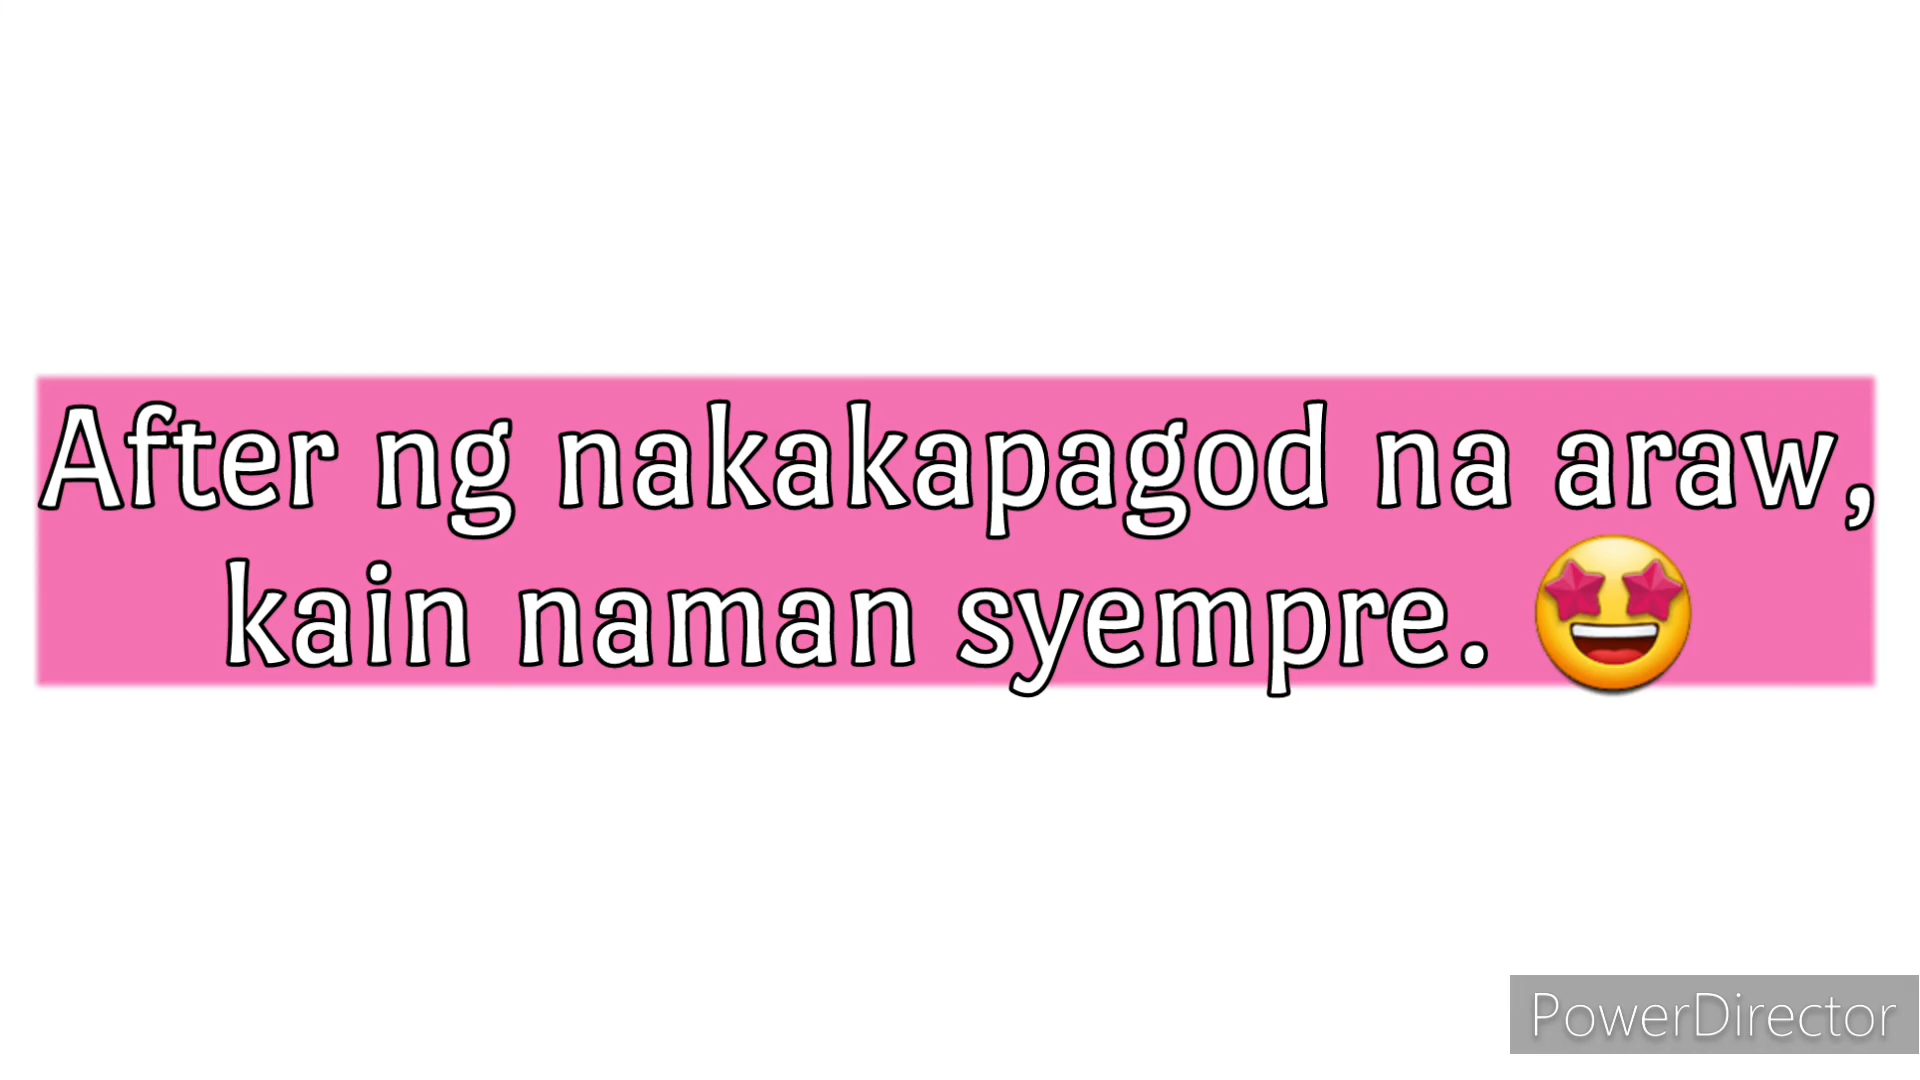 After ng nakakapagod na araw,
kain naman syempre. 🤩
PowerDirector